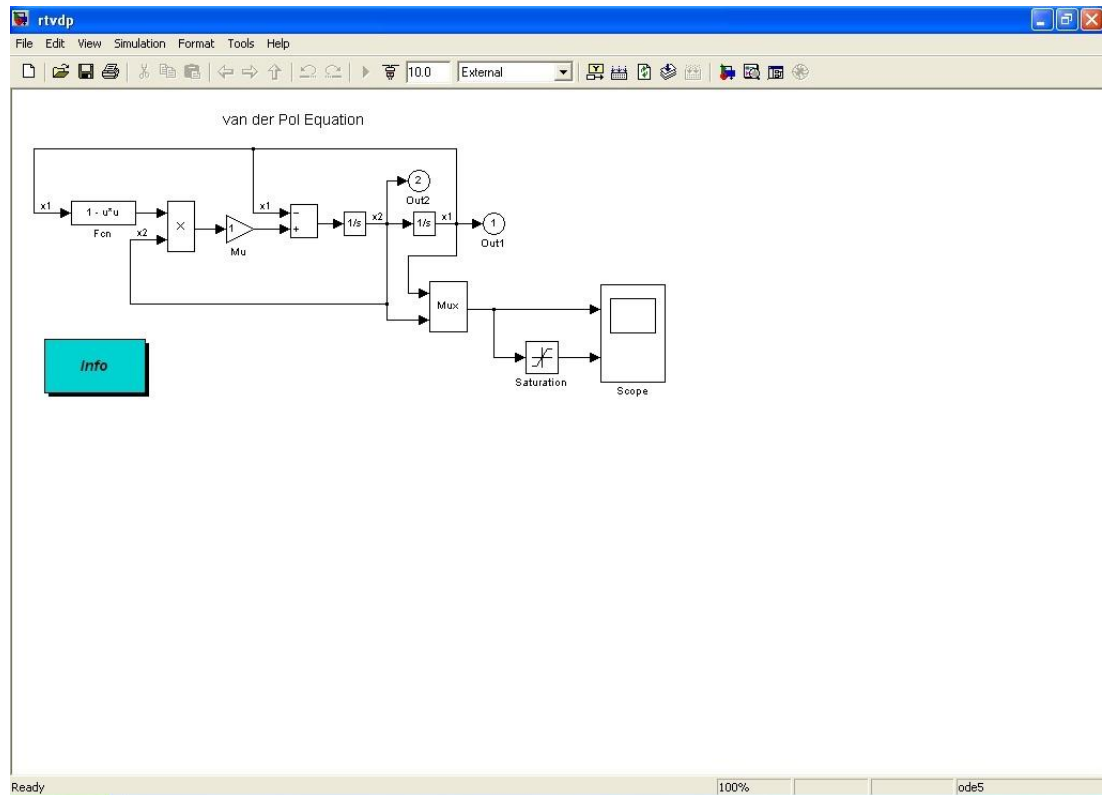 rtvdp
File Edit View Simulation Format Tools Help
10.0 External
van der Pol Equation
x1
1 - u*u
Fcn
x2
×
1
Mu
x1
−
+
1/s
x2
2
Out2
1/s
x1
1
Out1
Mux
Saturation
Scope
Info
Ready 100% ode5